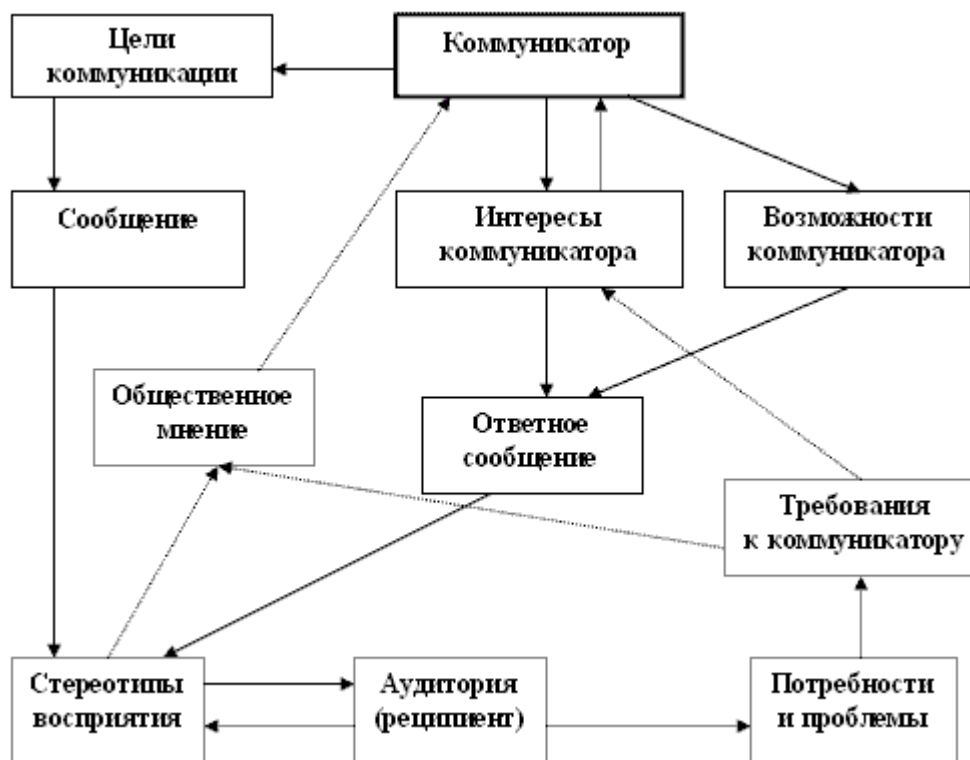 Цели
коммуникации
Коммуникатор
Сообщение
Интересы
коммуникатора
Возможности
коммуникатора
Общественное
мнение
Ответное
сообщение
Требования
к коммуникатору
Стереотипы
восприятия
Аудитория
(реципиент)
Потребности
и проблемы